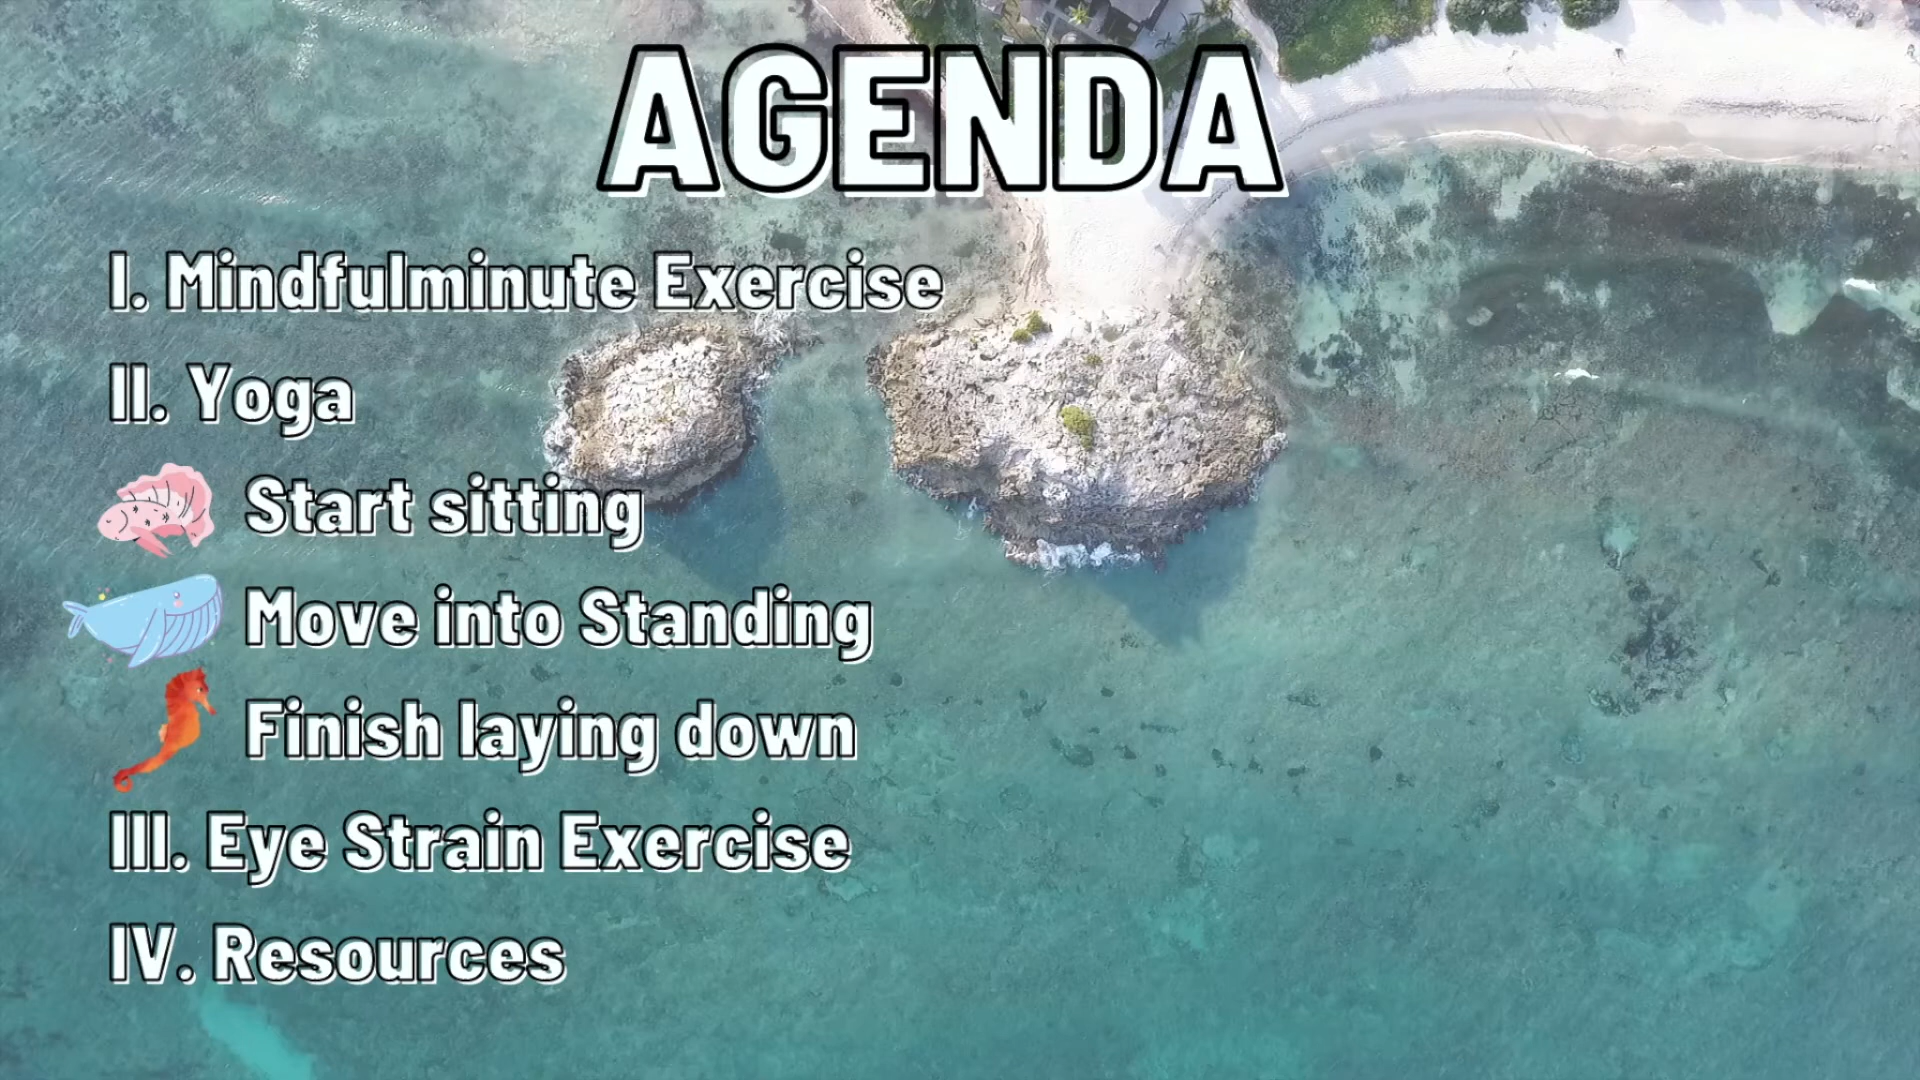 AGENDA
I. Mindfulminute Exercise
II. Yoga
Start sitting
Move into Standing
Finish laying down
III. Eye Strain Exercise
IV. Resources